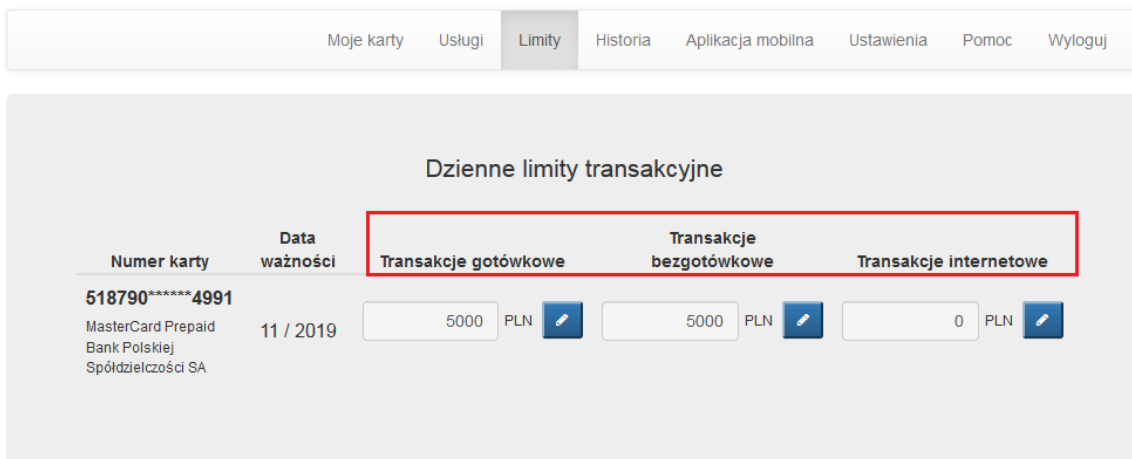 Moje karty Usługi Limity Historia Aplikacja mobilna Ustawienia Pomoc Wyloguj
Dzienne limity transakcyjne
Numer karty
Data
ważności
Transakcje gotówkowe
Transakcje
bezgotówkowe
Transakcje internetowe
518790******4991
MasterCard Prepaid
Bank Polskiej
Spółdzielczości SA
11 / 2019
5000 PLN
5000 PLN
0 PLN